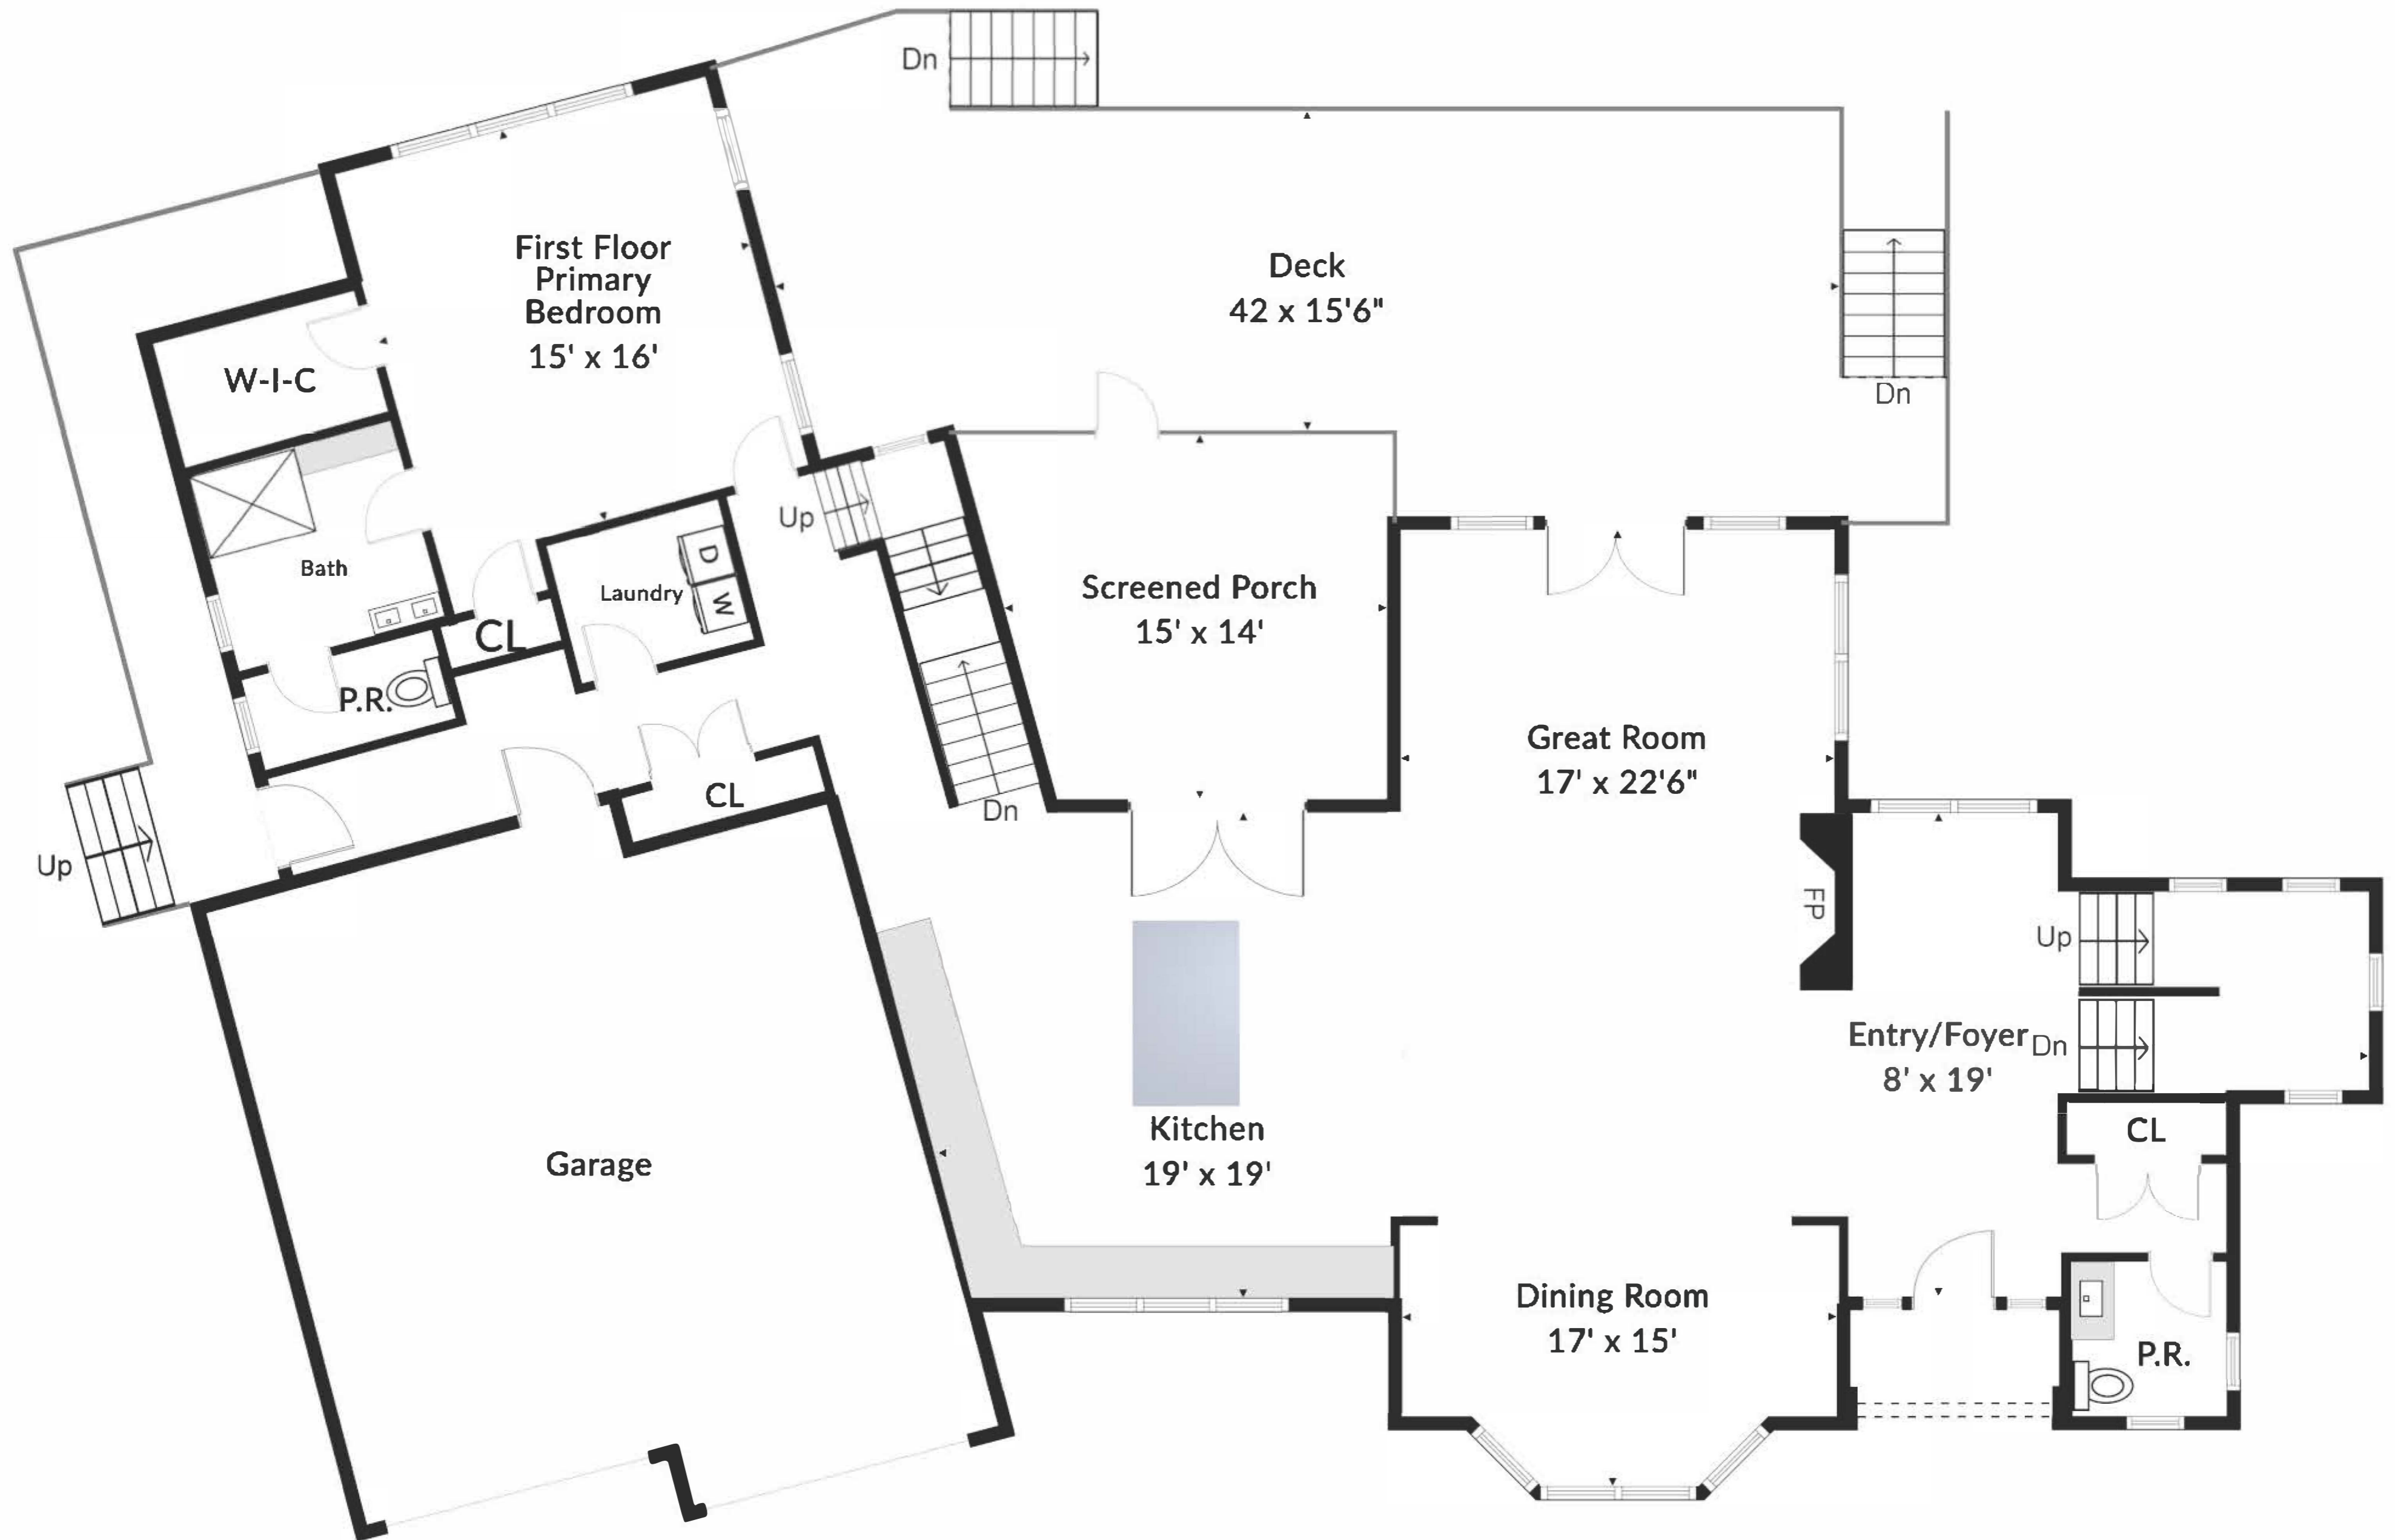 Dn
First Floor
Primary
Bedroom
15' x 16'
Deck
42 x 15'6"
Dn
W-I-C
Up
Bath
Laundry
D
W
CL
P.R.
Screened Porch
15' x 14'
Great Room
17' x 22'6"
CL
Dn
Up
FP
Up
Entry/Foyer
8' x 19'
Dn
Kitchen
19' x 19'
CL
Garage
Dining Room
17' x 15'
P.R.